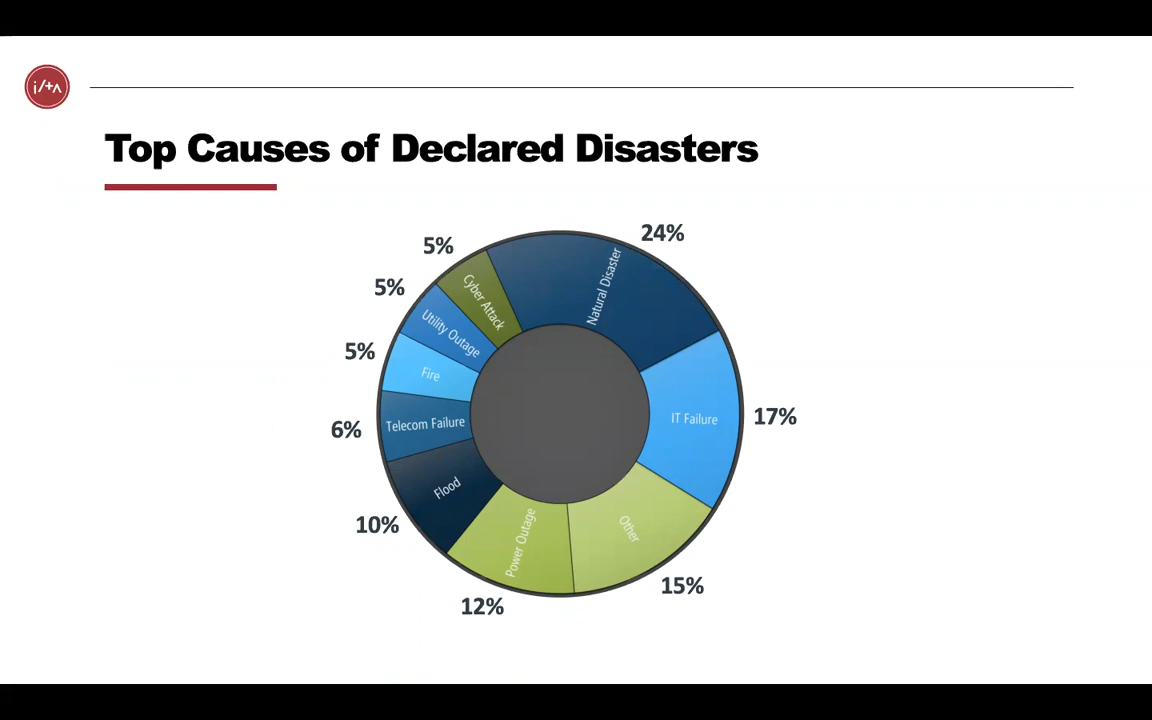 i/+ʌ
Top Causes of Declared Disasters
24%
Natural Disaster
17%
IT Failure
15%
Other
12%
Power Outage
10%
Flood
6%
Telecom Failure
5%
Fire
5%
Utility Outage
5%
Cyber Attack